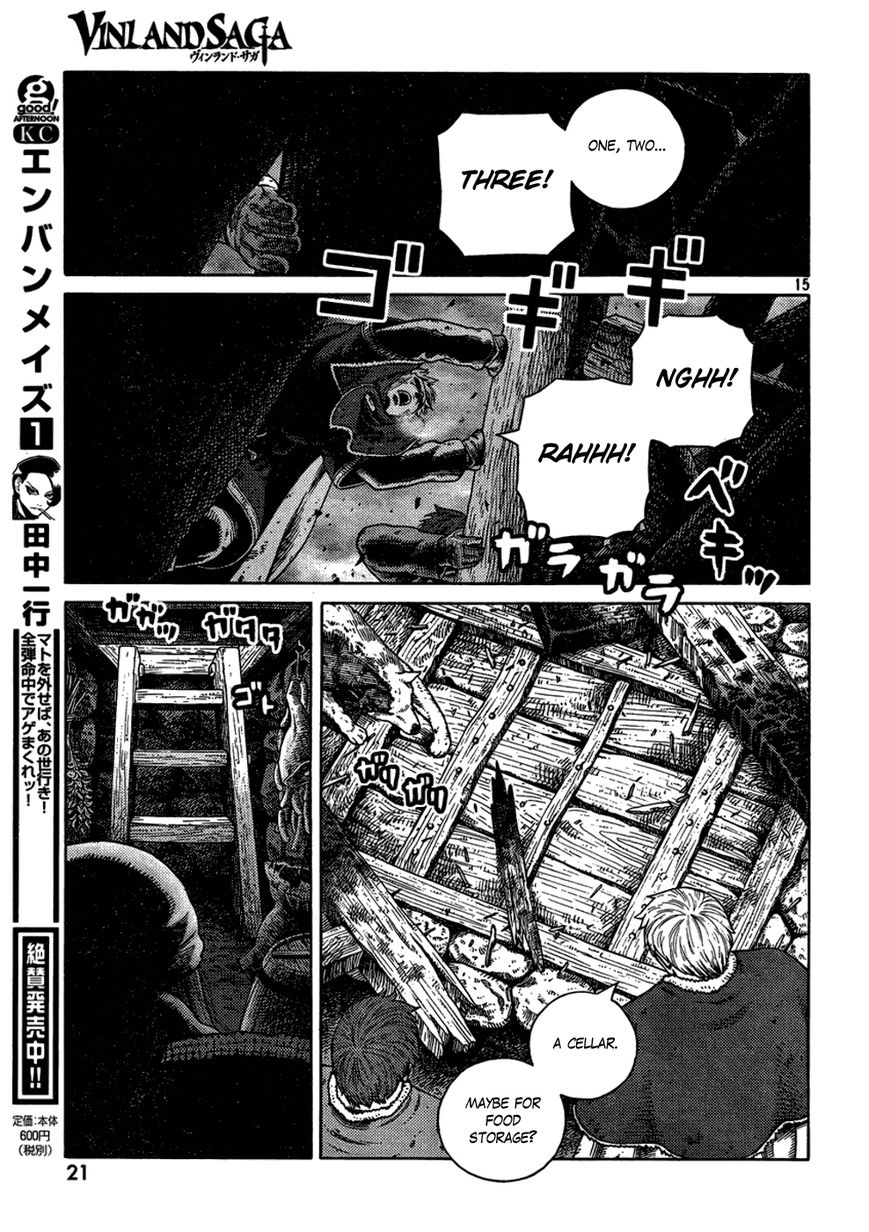 VINLAND SAGA
ヴィンランド・サガ
good!
AFTERNOON
KC
エンバンメイズ1
田中一行
マトを外せば、あの世行き!
全弾命中でアゲまくれッ!
絶賛発売中!!
定価:本体
600円
(税別)
ONE, TWO...
THREE!
15
ゴ
ギ
ギ
NGHH!
RAHHH!
ベキッ
ガラ
ガラ
ガリ
ガリ
A CELLAR.
MAYBE FOR
FOOD
STORAGE?
ガガッ
ガタタ
ゴト
21